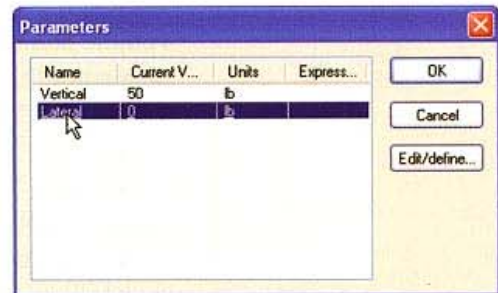 Parameters
Name Current V... Units Express...
Vertical 50 lb
Lateral 0 lb
OK
Cancel
Edit/define...